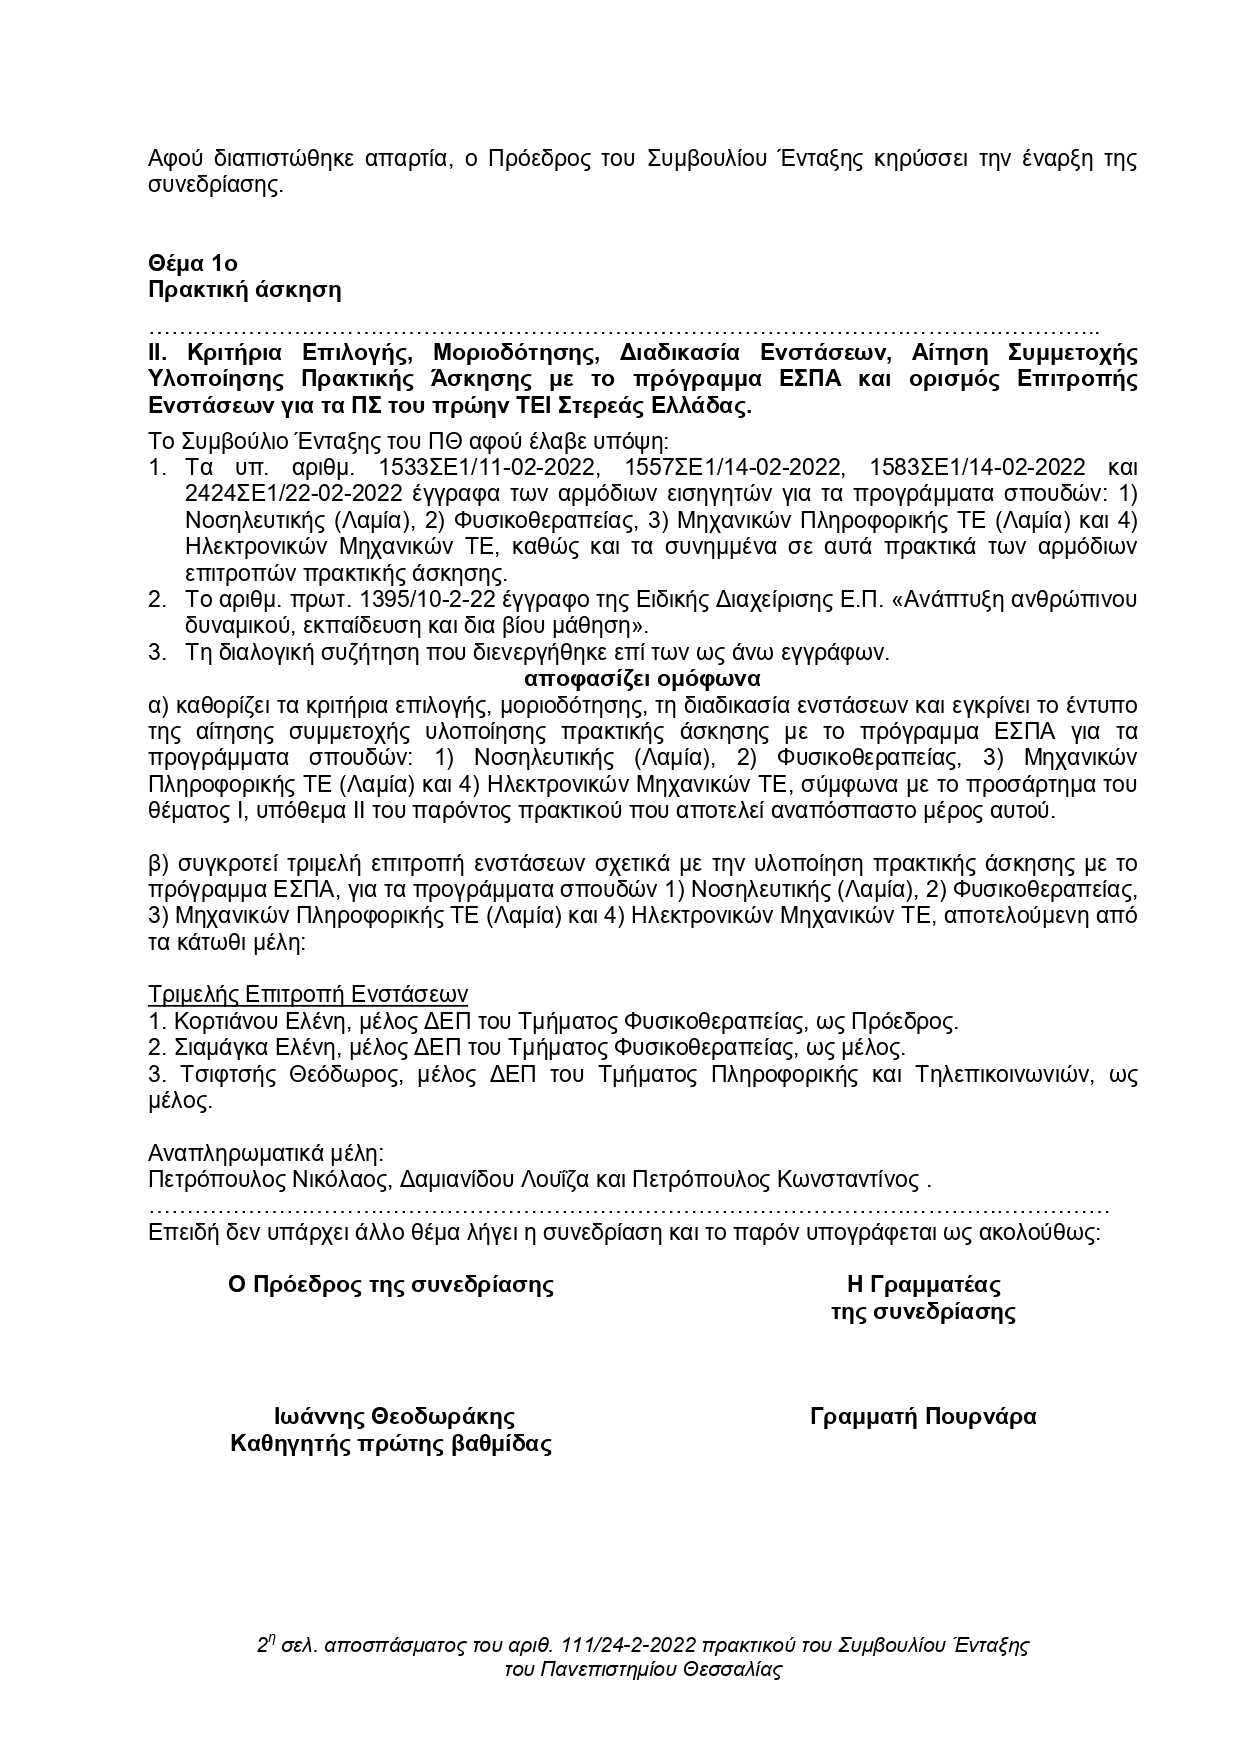 Αφού διαπιστώθηκε απαρτία, ο Πρόεδρος του Συμβουλίου Ένταξης κηρύσσει την έναρξη της
συνεδρίασης.
Θέμα 1ο
Πρακτική άσκηση
…………………………………………………………………………………………………………..
ΙΙ. Κριτήρια Επιλογής, Μοριοδότησης, Διαδικασία Ενστάσεων, Αίτηση Συμμετοχής
Υλοποίησης Πρακτικής Άσκησης με το πρόγραμμα ΕΣΠΑ και ορισμός Επιτροπής
Ενστάσεων για τα ΠΣ του πρώην ΤΕΙ Στερεάς Ελλάδας.
Το Συμβούλιο Ένταξης του ΠΘ αφού έλαβε υπόψη:
1. Τα υπ. αριθμ. 1533ΣΕ1/11-02-2022, 1557ΣΕ1/14-02-2022, 1583ΣΕ1/14-02-2022 και
2424ΣΕ1/22-02-2022 έγγραφα των αρμόδιων εισηγητών για τα προγράμματα σπουδών: 1)
Νοσηλευτικής (Λαμία), 2) Φυσικοθεραπείας, 3) Μηχανικών Πληροφορικής ΤΕ (Λαμία) και 4)
Ηλεκτρονικών Μηχανικών ΤΕ, καθώς και τα συνημμένα σε αυτά πρακτικά των αρμόδιων
επιτροπών πρακτικής άσκησης.
2. Το αριθμ. πρωτ. 1395/10-2-22 έγγραφο της Ειδικής Διαχείρισης Ε.Π. «Ανάπτυξη ανθρώπινου
δυναμικού, εκπαίδευση και δια βίου μάθηση».
3. Τη διαλογική συζήτηση που διενεργήθηκε επί των ως άνω εγγράφων.
αποφασίζει ομόφωνα
α) καθορίζει τα κριτήρια επιλογής, μοριοδότησης, τη διαδικασία ενστάσεων και εγκρίνει το έντυπο
της αίτησης συμμετοχής υλοποίησης πρακτικής άσκησης με το πρόγραμμα ΕΣΠΑ για τα
προγράμματα σπουδών: 1) Νοσηλευτικής (Λαμία), 2) Φυσικοθεραπείας, 3) Μηχανικών
Πληροφορικής ΤΕ (Λαμία) και 4) Ηλεκτρονικών Μηχανικών ΤΕ, σύμφωνα με το προσάρτημα του
θέματος Ι, υπόθεμα ΙΙ του παρόντος πρακτικού που αποτελεί αναπόσπαστο μέρος αυτού.
β) συγκροτεί τριμελή επιτροπή ενστάσεων σχετικά με την υλοποίηση πρακτικής άσκησης με το
πρόγραμμα ΕΣΠΑ, για τα προγράμματα σπουδών 1) Νοσηλευτικής (Λαμία), 2) Φυσικοθεραπείας,
3) Μηχανικών Πληροφορικής ΤΕ (Λαμία) και 4) Ηλεκτρονικών Μηχανικών ΤΕ, αποτελούμενη από
τα κάτωθι μέλη:
Τριμελής Επιτροπή Ενστάσεων
1. Κορτιάνου Ελένη, μέλος ΔΕΠ του Τμήματος Φυσικοθεραπείας, ως Πρόεδρος.
2. Σιαμάγκα Ελένη, μέλος ΔΕΠ του Τμήματος Φυσικοθεραπείας, ως μέλος.
3. Τσιφτσής Θεόδωρος, μέλος ΔΕΠ του Τμήματος Πληροφορικής και Τηλεπικοινωνιών, ως
μέλος.
Αναπληρωματικά μέλη:
Πετρόπουλος Νικόλαος, Δαμιανίδου Λουΐζα και Πετρόπουλος Κωνσταντίνος .
……………………………………………………………………………………………………………
Επειδή δεν υπάρχει άλλο θέμα λήγει η συνεδρίαση και το παρόν υπογράφεται ως ακολούθως:
Ο Πρόεδρος της συνεδρίασης
Η Γραμματέας
της συνεδρίασης
Ιωάννης Θεοδωράκης
Καθηγητής πρώτης βαθμίδας
Γραμματή Πουρνάρα
2η σελ. αποσπάσματος του αριθ. 111/24-2-2022 πρακτικού του Συμβουλίου Ένταξης
του Πανεπιστημίου Θεσσαλίας